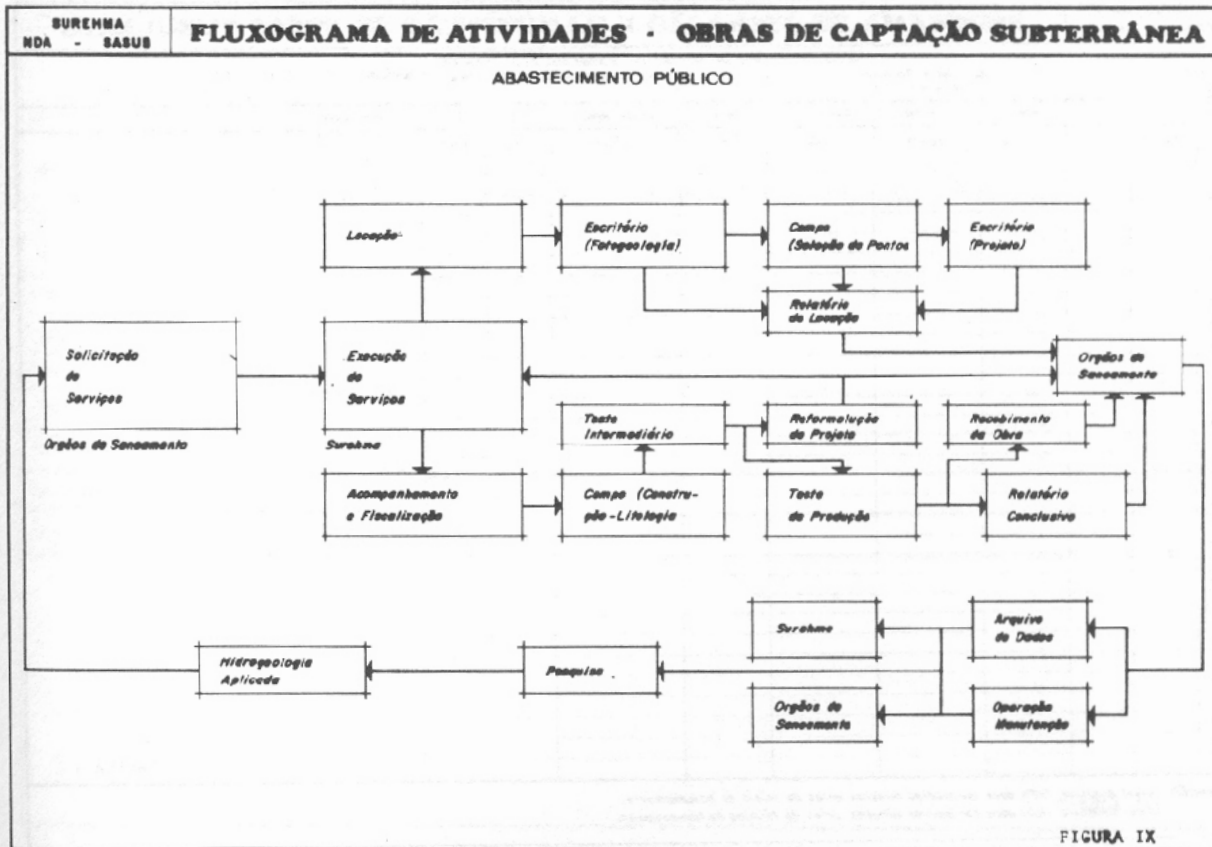 SUREHMA
NDA - SASUB
FLUXOGRAMA DE ATIVIDADES - OBRAS DE CAPTAÇÃO SUBTERRÂNEA
ABASTECIMENTO PÚBLICO
Locação
Escritório
(Fotogeologia)
Campo
(Seleção de Pontos
Escritório
(Projeto)
Relatório
de Locação
Solicitação
de
Serviços
Orgãos de Saneamento
Execução
de
Serviços
Surehma
Orgãos de
Saneamento
Teste
Intermediário
Reformulação
do Projeto
Recebimento
da Obra
Acompanhamento
e Fiscalização
Campo (Constru-
ção-Litologia
Teste
de Produção
Relatório
Conclusivo
Surehma
Arquivo
de Dados
Hidrogeologia
Aplicada
Pesquisa
Orgãos de
Saneamento
Operação
Manutenção
FIGURA IX